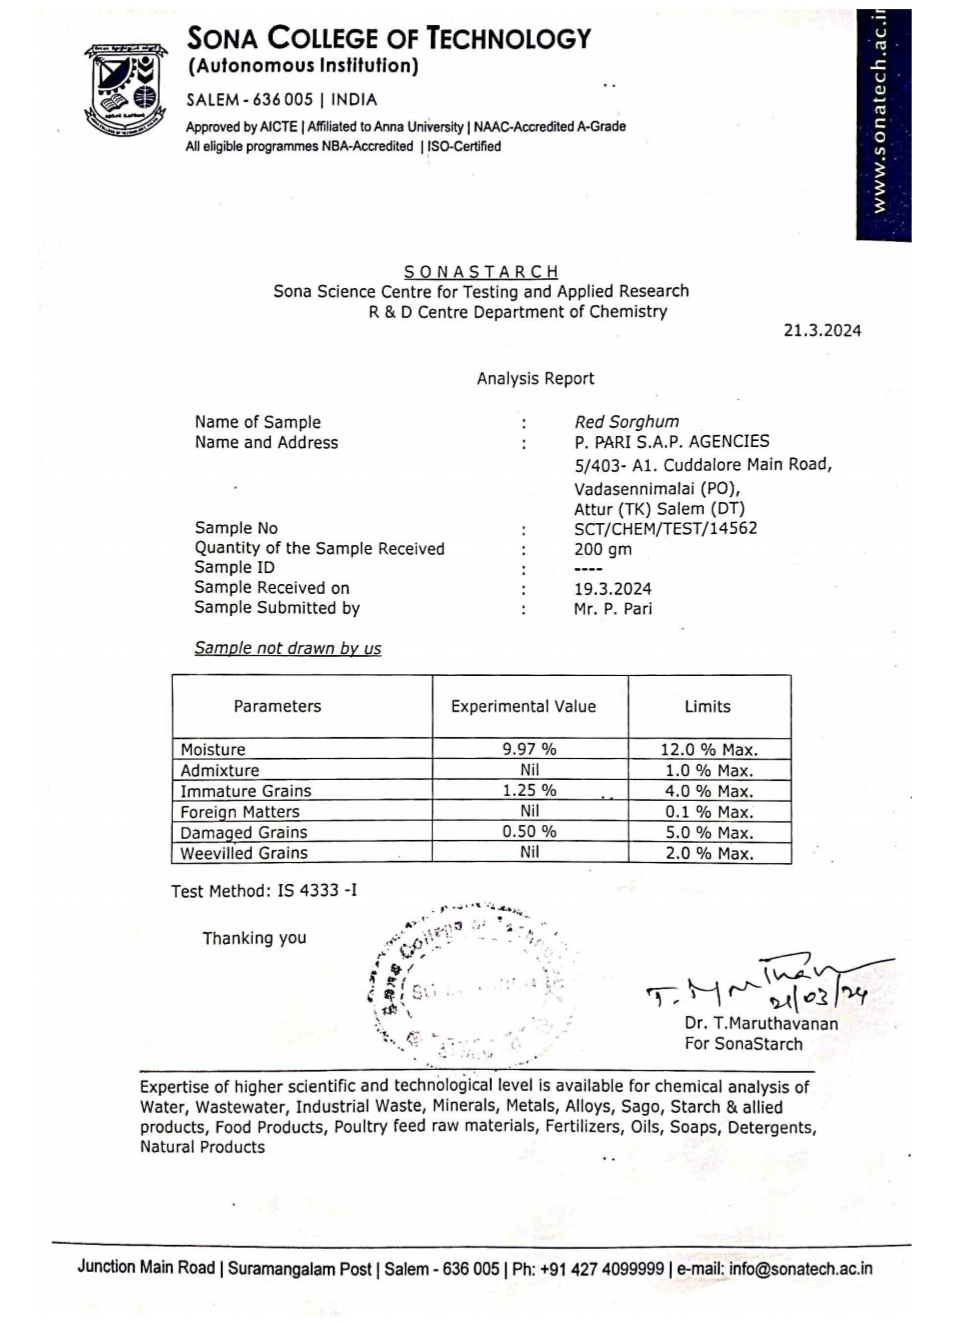 SONA COLLEGE OF TECHNOLOGY
(Autonomous Institution)
SALEM - 636 005 | INDIA
Approved by AICTE | Affiliated to Anna University | NAAC-Accredited A-Grade
All eligible programmes NBA-Accredited | ISO-Certified
www.sonatech.ac.in
SONASTARCH
Sona Science Centre for Testing and Applied Research
R & D Centre Department of Chemistry
21.3.2024
Analysis Report
Name of Sample : Red Sorghum
Name and Address : P. PARI S.A.P. AGENCIES
5/403- A1. Cuddalore Main Road,
Vadasennimalai (PO),
Attur (TK) Salem (DT)
Sample No : SCT/CHEM/TEST/14562
Quantity of the Sample Received : 200 gm
Sample ID : ----
Sample Received on : 19.3.2024
Sample Submitted by : Mr. P. Pari
Sample not drawn by us
Parameters Experimental Value Limits
Moisture 9.97 % 12.0 % Max.
Admixture Nil 1.0 % Max.
Immature Grains 1.25 % 4.0 % Max.
Foreign Matters Nil 0.1 % Max.
Damaged Grains 0.50 % 5.0 % Max.
Weevilled Grains Nil 2.0 % Max.
Test Method: IS 4333 -I
Thanking you
College of
21/03/24
Dr. T.Maruthavanan
For SonaStarch
Expertise of higher scientific and technological level is available for chemical analysis of
Water, Wastewater, Industrial Waste, Minerals, Metals, Alloys, Sago, Starch & allied
products, Food Products, Poultry feed raw materials, Fertilizers, Oils, Soaps, Detergents,
Natural Products
Junction Main Road | Suramangalam Post | Salem - 636 005 | Ph: +91 427 4099999 | e-mail: info@sonatech.ac.in